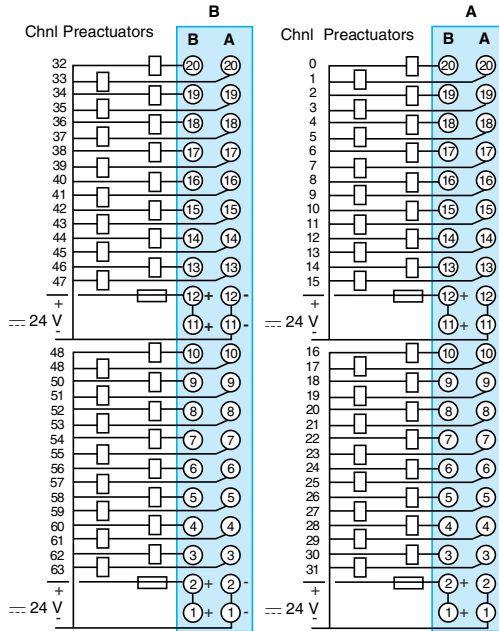 B
Chnl Preactuators B A
32 20 20
33
34 19 19
35
36 18 18
37
38 17 17
39
40 16 16
41
42 15 15
43
44 14 14
45
46 13 13
47
+ 12 + 12 -
24 V 11 + 11 -
-
48 10 10
48
50 9 9
51
52 8 8
53
54 7 7
55
56 6 6
57
58 5 5
59
60 4 4
61
62 3 3
63
+ 2 + 2 -
24 V 1 + 1 -
-
A
Chnl Preactuators B A
0 20 20
1
2 19 19
3
4 18 18
5
6 17 17
7
8 16 16
9
10 15 15
11
12 14 14
13
14 13 13
15
+ 12 + 12
24 V 11 + 11
-
16 10 10
17
18 9 9
19
20 8 8
21
22 7 7
23
24 6 6
25
26 5 5
27
28 4 4
29
30 3 3
31
+ 2 + 2 -
24 V 1 + 1 -
-